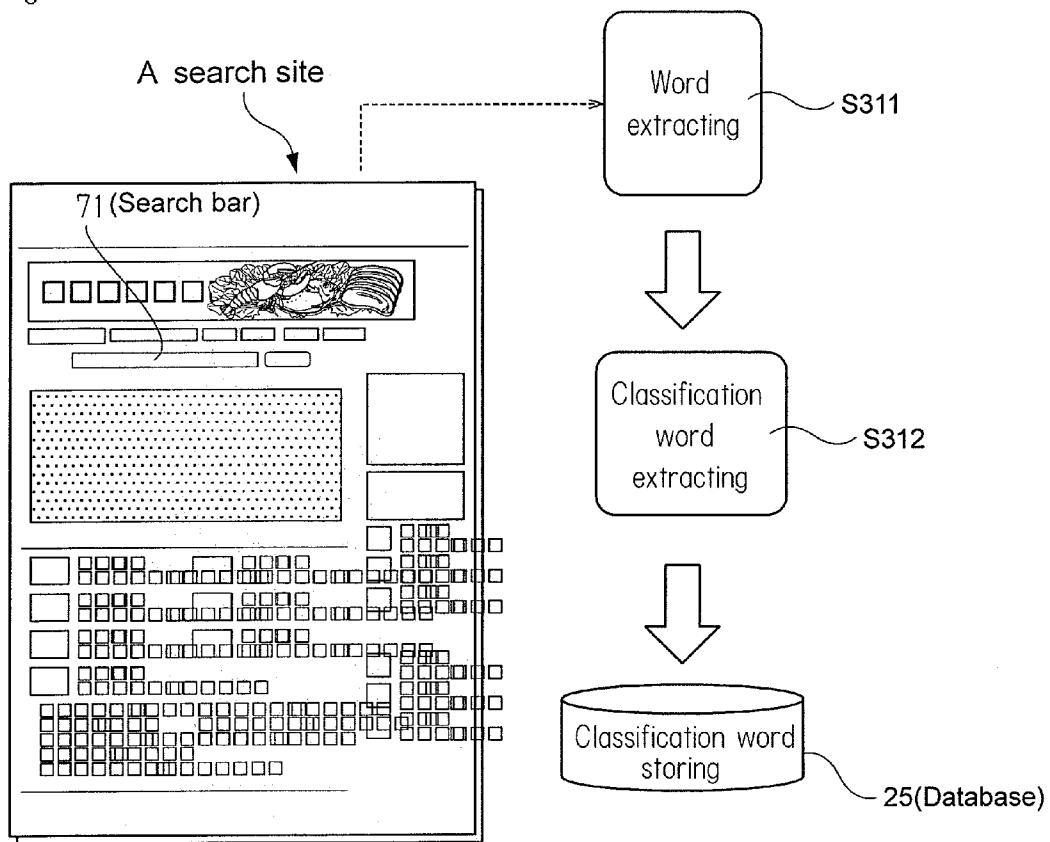 A search site
71(Search bar)
Word
extracting
S311
Classification
word
extracting
S312
Classification word
storing
25(Database)